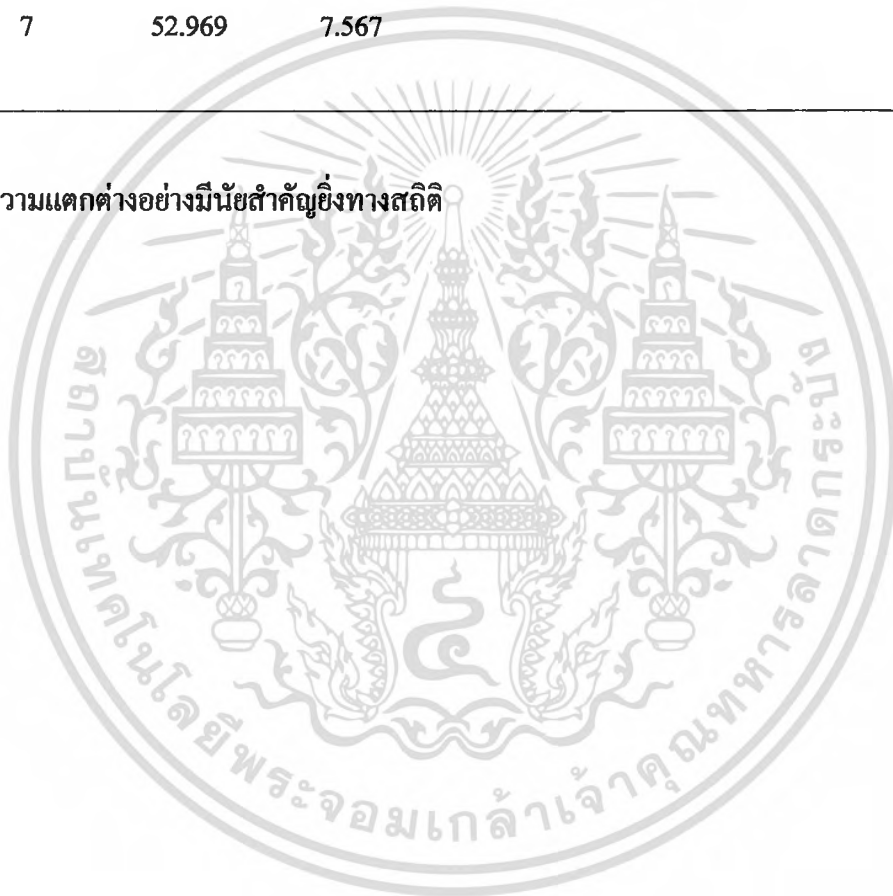 7 52.969 7.567
วามแตกต่างอย่างมีนัยสำคัญยิ่งทางสถิติ
สถาบันเทคโนโลยีพระจอมเกล้าเจ้าคุณทหารลาดกระบัง